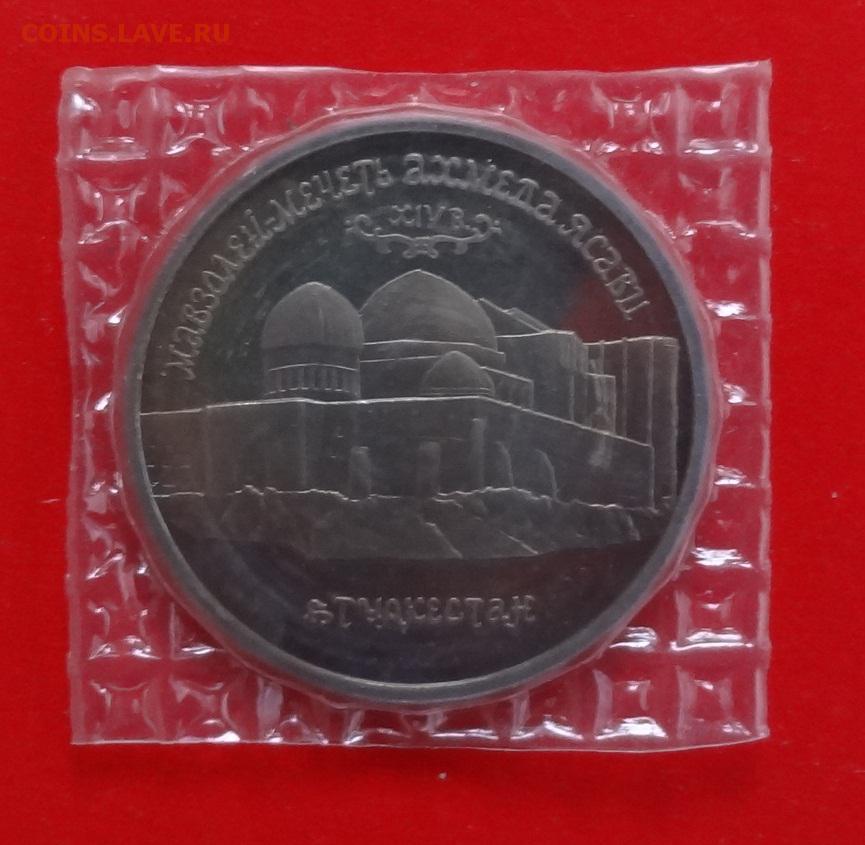 COINS.LAVE.RU
МАВЗОЛЕЙ-МЕЧЕТЬ АХМЕДА ЯСАВИ
XIV В.
г. ТУРКЕСТАН